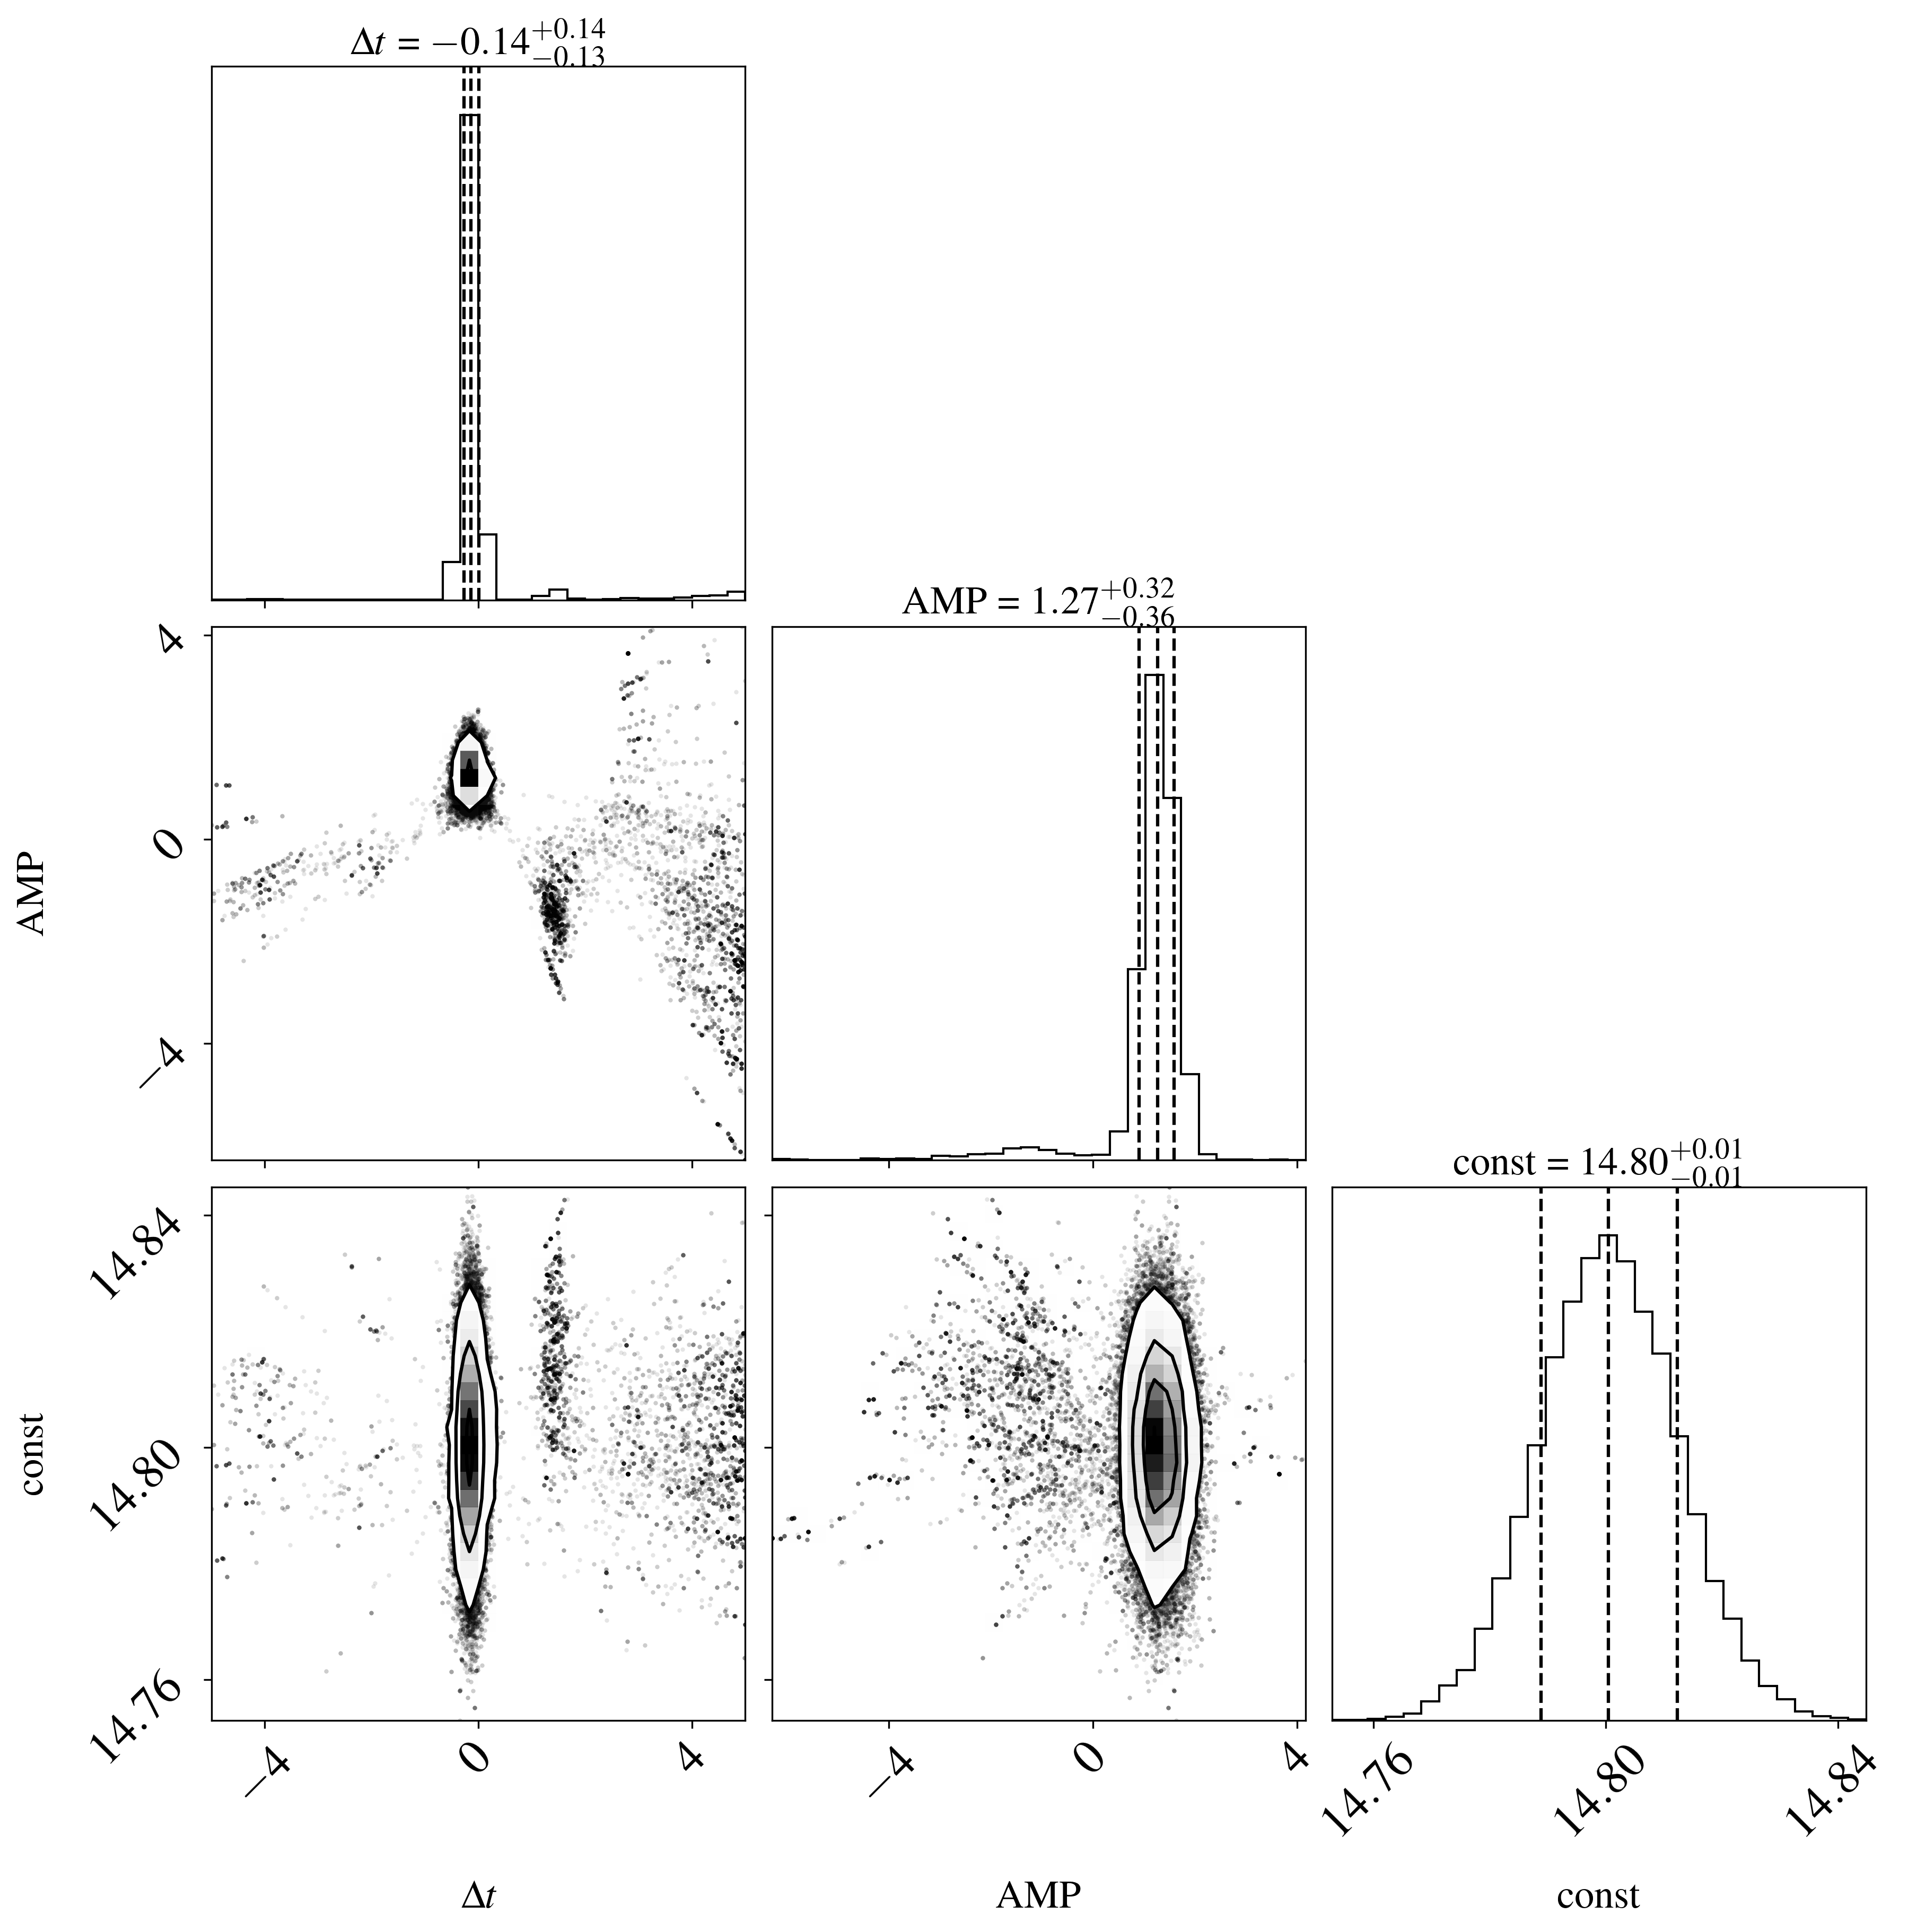 Δt = −0.14+0.14−0.13
AMP = 1.27+0.32−0.36
const = 14.80+0.01−0.01
4
0
−4
AMP
14.84
14.80
14.76
const
−4 0 4
−4 0 4
14.76 14.80 14.84
Δt AMP const